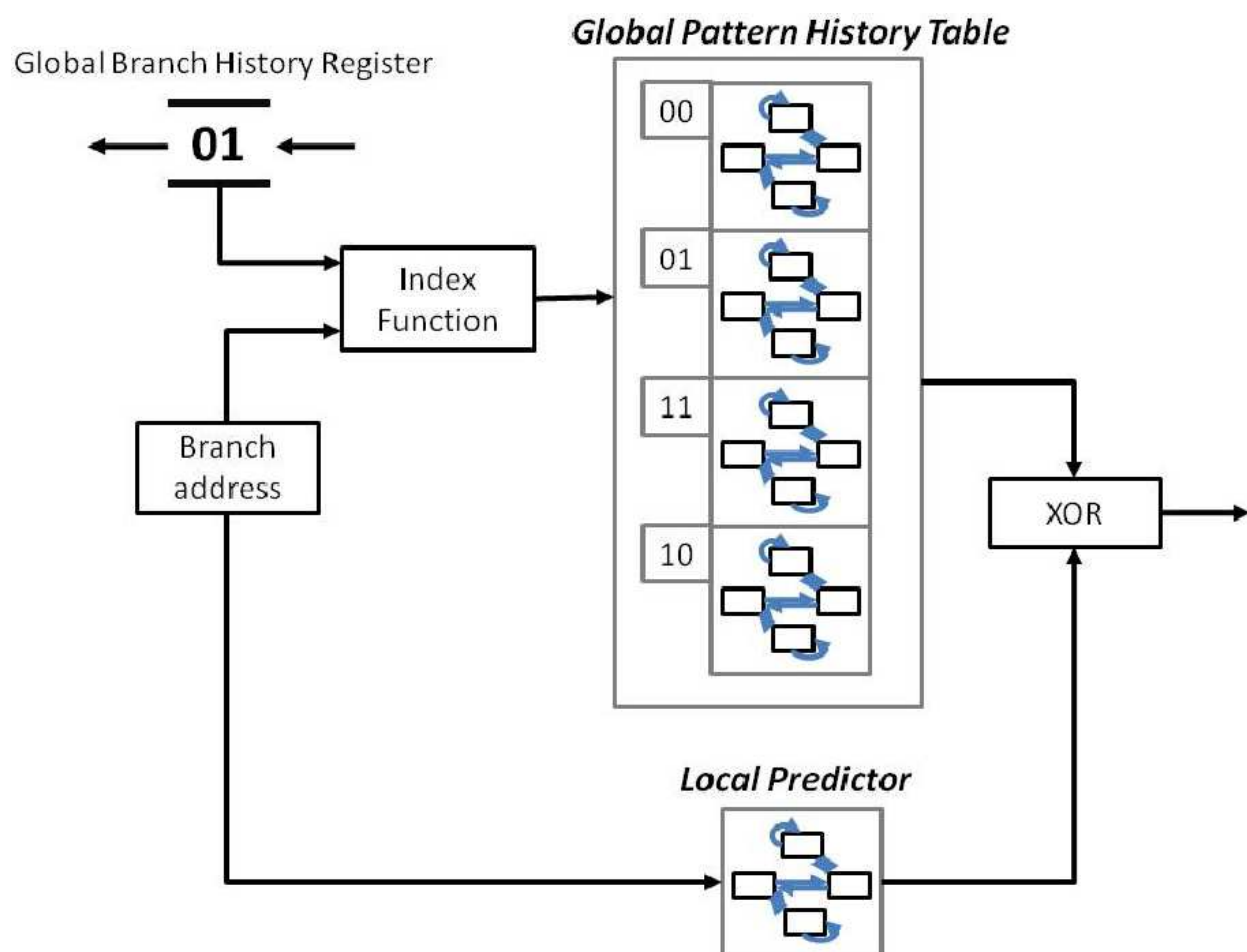 Global Pattern History Table
Global Branch History Register
01
00
01
11
10
Index
Function
Branch
address
XOR
Local Predictor